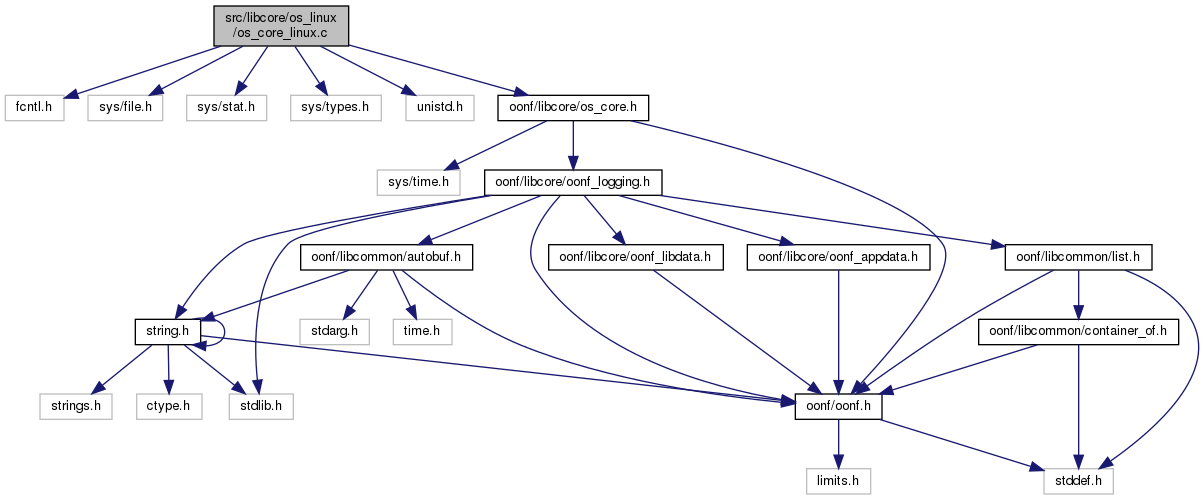 src/libcore/os_linux
/os_core_linux.c
fcntl.h
sys/file.h
sys/stat.h
sys/types.h
unistd.h
oonf/libcore/os_core.h
sys/time.h
oonf/libcore/oonf_logging.h
oonf/libcommon/autobuf.h
oonf/libcore/oonf_libdata.h
oonf/libcore/oonf_appdata.h
oonf/libcommon/list.h
string.h
stdarg.h
time.h
oonf/libcommon/container_of.h
strings.h
ctype.h
stdlib.h
oonf/oonf.h
limits.h
stddef.h